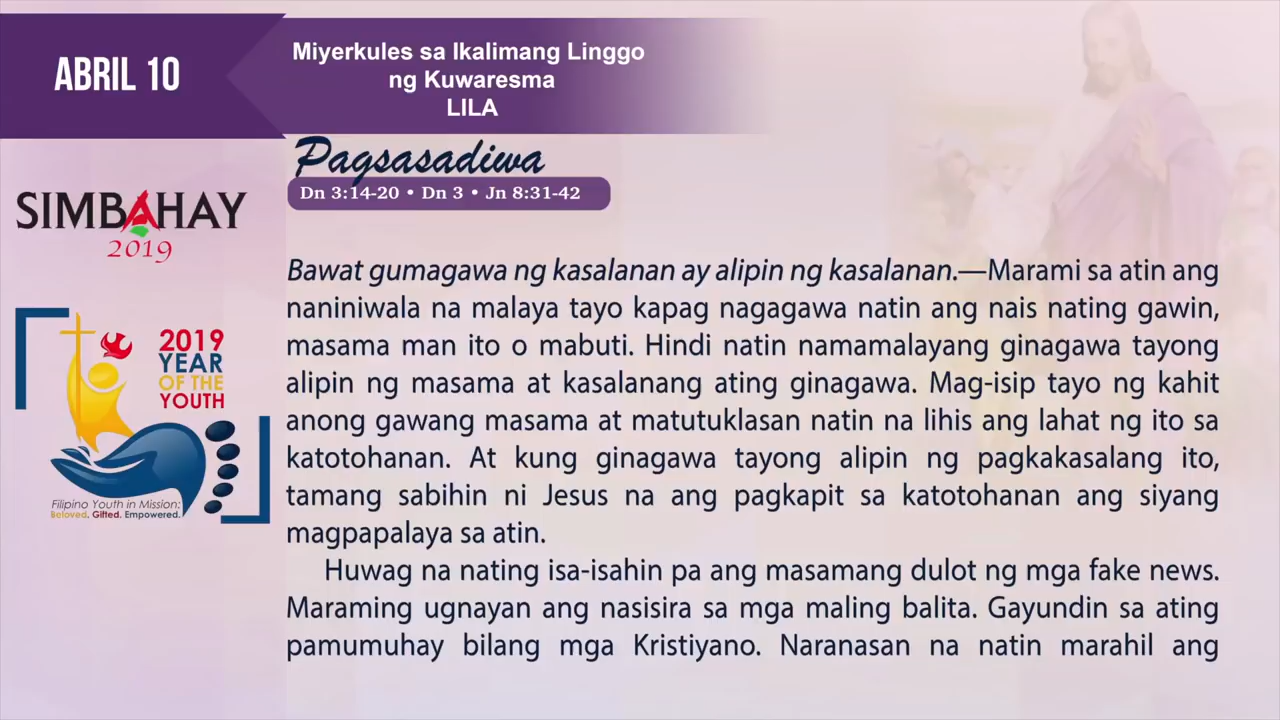 ABRIL 10
Miyerkules sa Ikalimang Linggo
ng Kuwaresma
LILA
Pagsasadiwa
Dn 3:14-20 • Dn 3 • Jn 8:31-42
SIMBAHAY
2019
2019
YEAR
OF THE
YOUTH
Filipino Youth in Mission:
Beloved. Gifted. Empowered.
Bawat gumagawa ng kasalanan ay alipin ng kasalanan.—Marami sa atin ang
naniniwala na malaya tayo kapag nagagawa natin ang nais nating gawin,
masama man ito o mabuti. Hindi natin namamalayang ginagawa tayong
alipin ng masama at kasalanang ating ginagawa. Mag-isip tayo ng kahit
anong gawang masama at matutuklasan natin na lihis ang lahat ng ito sa
katotohanan. At kung ginagawa tayong alipin ng pagkakasalang ito,
tamang sabihin ni Jesus na ang pagkapit sa katotohanan ang siyang
magpapalaya sa atin.
Huwag na nating isa-isahin pa ang masamang dulot ng mga fake news.
Maraming ugnayan ang nasisira sa mga maling balita. Gayundin sa ating
pamumuhay bilang mga Kristiyano. Naranasan na natin marahil ang